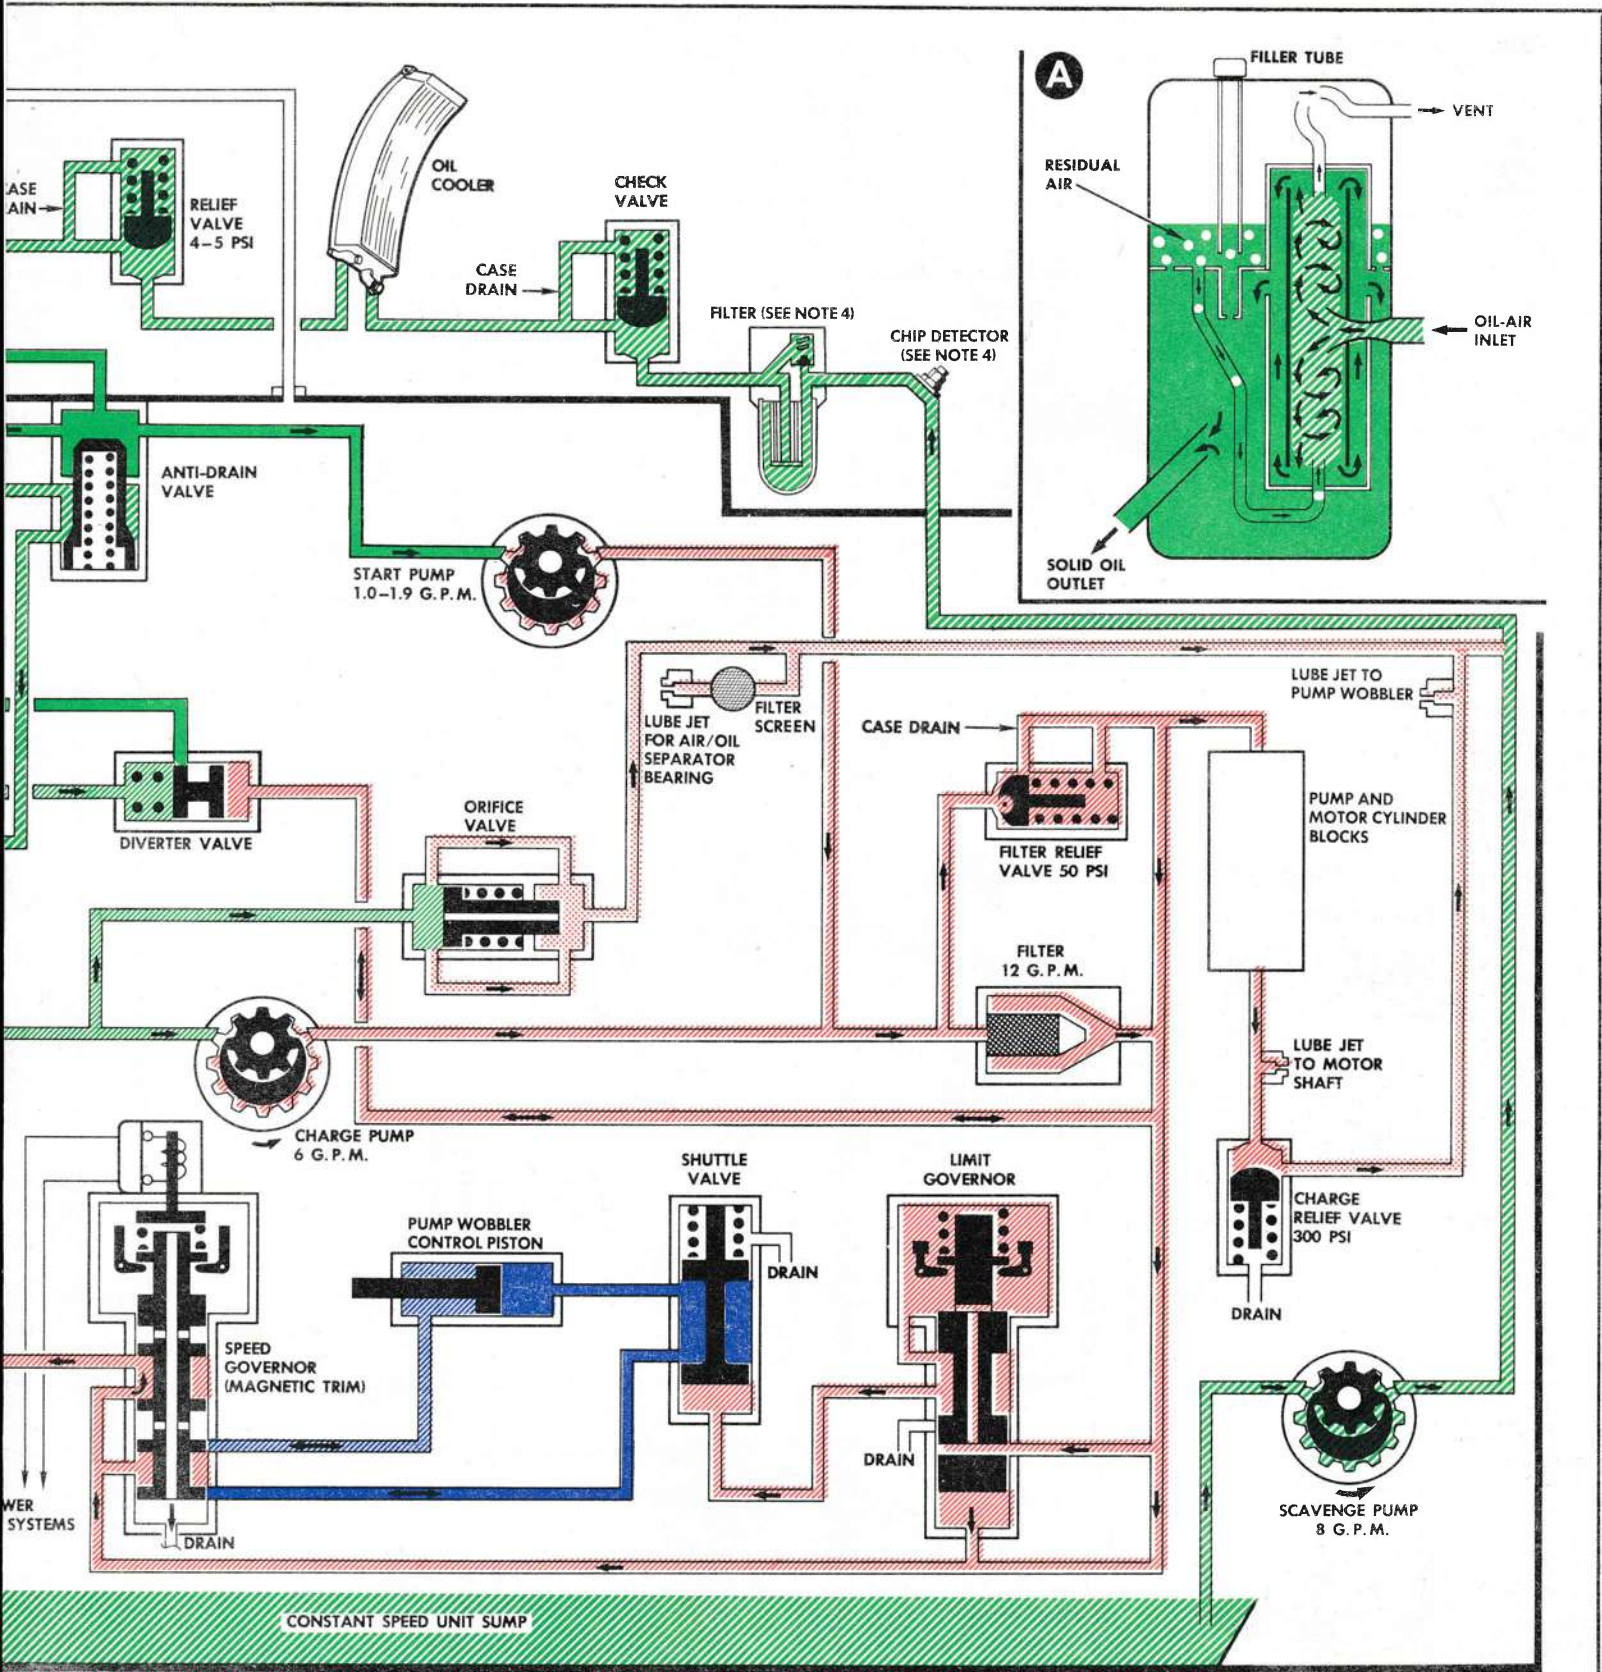 A
FILLER TUBE
VENT
RESIDUAL
AIR
OIL-AIR
INLET
SOLID OIL
OUTLET
RELIEF
VALVE
4-5 PSI
OIL
COOLER
CHECK
VALVE
CASE
DRAIN
FILTER (SEE NOTE 4)
CHIP DETECTOR
(SEE NOTE 4)
ANTI-DRAIN
VALVE
START PUMP
1.0-1.9 G.P.M.
LUBE JET
FOR AIR/OIL
SEPARATOR
BEARING
FILTER
SCREEN
LUBE JET TO
PUMP WOBBLER
CASE DRAIN
DIVERTER VALVE
ORIFICE
VALVE
FILTER RELIEF
VALVE 50 PSI
PUMP AND
MOTOR CYLINDER
BLOCKS
FILTER
12 G.P.M.
LUBE JET
TO MOTOR
SHAFT
CHARGE PUMP
6 G.P.M.
SHUTTLE
VALVE
LIMIT
GOVERNOR
CHARGE
RELIEF VALVE
300 PSI
PUMP WOBBLER
CONTROL PISTON
DRAIN
DRAIN
SPEED
GOVERNOR
(MAGNETIC TRIM)
DRAIN
SCAVENGE PUMP
8 G.P.M.
SYSTEMS
DRAIN
CONSTANT SPEED UNIT SUMP